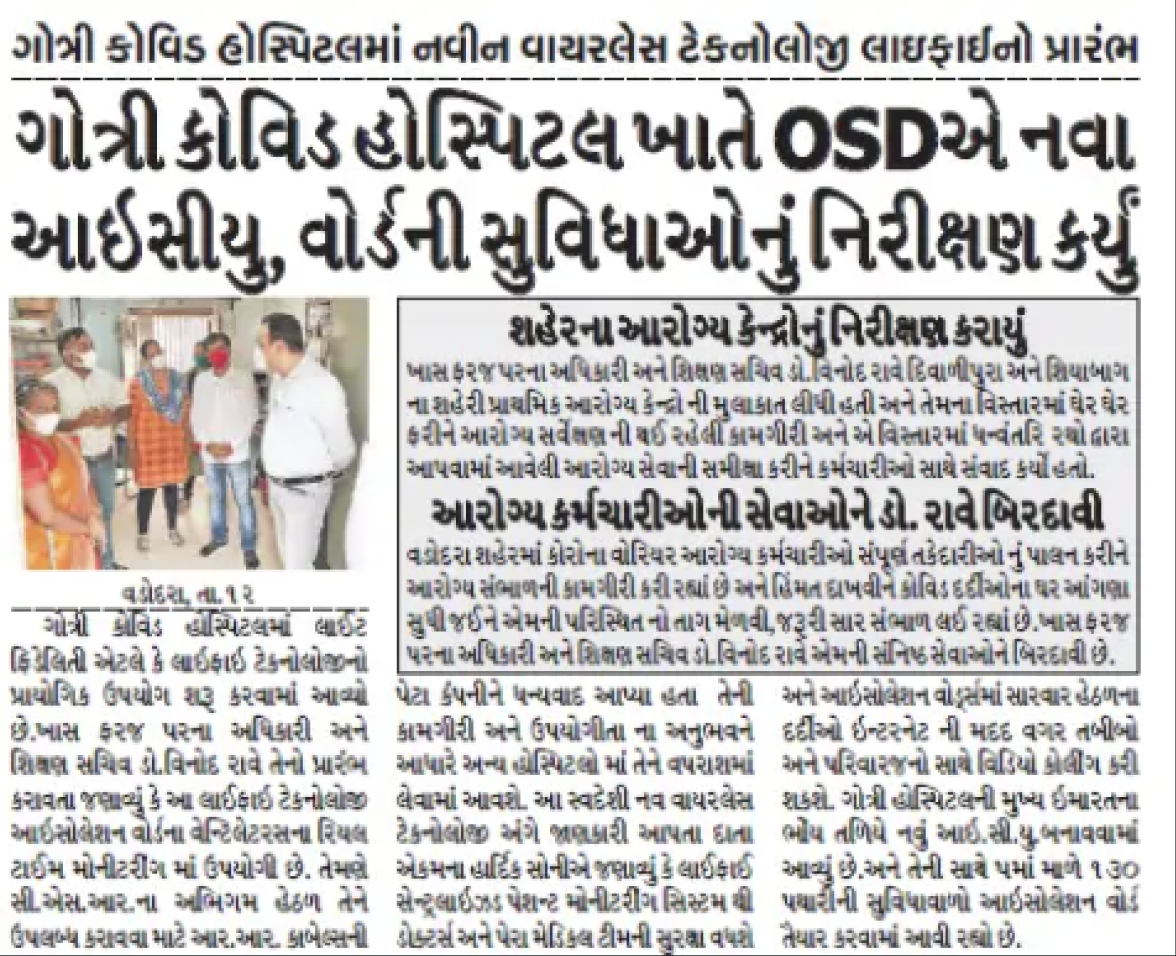 ગોત્રી કોવિડ હોસ્પિટલમાં નવીન વાયરલેસ ટેકનોલોજી લાઇફાઈનો પ્રારંભ
ગોત્રી કોવિડ હોસ્પિટલ ખાતે OSDએ નવા
આઇસીયુ, વોર્ડની સુવિધાઓનું નિરીક્ષણ કર્યું
શહેરના આરોગ્ય કેન્દ્રોનું નિરીક્ષણ કરાયું
ખાસ ફરજ પરના અધિકારી અને શિક્ષણ સચિવ ડો.વિનોદ રાવે દિવાળીપુરા અને શિયાબાગ
ના શહેરી પ્રાથમિક આરોગ્ય કેન્દ્રો ની મુલાકાત લીધી હતી અને તેમના વિસ્તારમાં ઘેર ઘેર
ફરીને આરોગ્ય સર્વેક્ષણ ની થઈ રહેલી કામગીરી અને એ વિસ્તારમાં ધન્વંતરિ રથો દ્વારા
આપવામાં આવેલી આરોગ્ય સેવાની સમીક્ષા કરીને કર્મચારીઓ સાથે સંવાદ કર્યો હતો.
આરોગ્ય કર્મચારીઓની સેવાઓને ડો. રાવે બિરદાવી
વડોદરા શહેરમાં કોરોના વોરિયર આરોગ્ય કર્મચારીઓ સંપૂર્ણ તકેદારીઓ નું પાલન કરીને
આરોગ્ય સંભાળની કામગીરી કરી રહ્યાં છે અને હિંમત દાખવીને કોવિડ દર્દીઓના ઘર આંગણા
સુધી જઈને એમની પરિસ્થિત નો તાગ મેળવી,જરૂરી સાર સંભાળ લઈ રહ્યાં છે.ખાસ ફરજ
પરના અધિકારી અને શિક્ષણ સચિવ ડો.વિનોદ રાવે એમની સંનિષ્ઠ સેવાઓને બિરદાવી છે.
વડોદરા, તા.૧૨
ગોત્રી કોવિડ હોસ્પિટલમાં લાઈટ
ફિડેલિતી એટલે કે લાઇફાઇ ટેકનોલોજીનો
પ્રાયોગિક ઉપયોગ શરૂ કરવામાં આવ્યો
છે.ખાસ ફરજ પરના અધિકારી અને
શિક્ષણ સચિવ ડો.વિનોદ રાવે તેનો પ્રારંભ
કરાવતા જણાવ્યું કે આ લાઈફાઇ ટેકનોલોજી
આઇસોલેશન વોર્ડના વેન્ટિલેટરસના રિયલ
ટાઈમ મોનીટરીંગ માં ઉપયોગી છે. તેમણે
સી.એસ.આર.ના અભિગમ હેઠળ તેને
ઉપલબ્ધ કરાવવા માટે આર.આર. કાબેલ્સની
પેટા કંપનીને ધન્યવાદ આપ્યા હતા તેની
કામગીરી અને ઉપયોગીતા ના અનુભવને
આધારે અન્ય હોસ્પિટલો માં તેને વપરાશમાં
લેવામાં આવશે. આ સ્વદેશી નવ વાયરલેસ
ટેકનોલોજી અંગે જાણકારી આપતા દાતા
એકમના હાર્દિક સોનીએ જણાવ્યું કે લાઈફાઈ
સેન્ટ્રલાઇઝડ પેશન્ટ મોનીટરીંગ સિસ્ટમ થી
ડોક્ટર્સ અને પેરા મેડિકલ ટીમની સુરક્ષા વધશે
અને આઇસોલેશન વોર્ડ્સમાં સારવાર હેઠળના
દર્દીઓ ઇન્ટરનેટ ની મદદ વગર તબીબો
અને પરિવારજનો સાથે વિડિયો કોલીંગ કરી
શકશે. ગોત્રી હોસ્પિટલની મુખ્ય ઇમારતના
ભોંય તળિયે નવું આઇ.સી.યુ.બનાવવામાં
આવ્યું છે.અને તેની સાથે ૫માં માળે ૧૩૦
પથારીની સુવિધાવાળો આઇસોલેશન વોર્ડ
તૈયાર કરવામાં આવી રહ્યો છે.